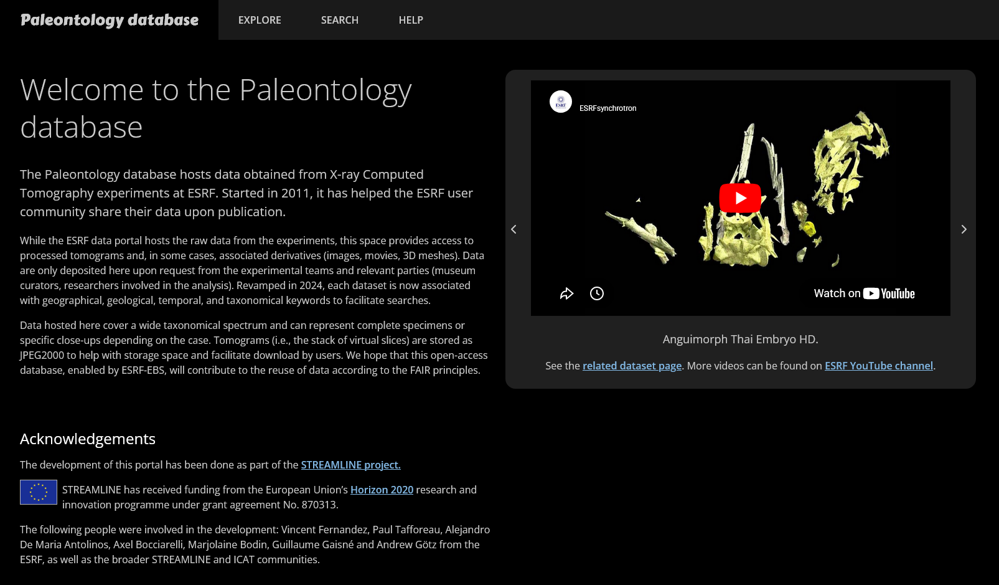 Paleontology database
EXPLORE
SEARCH
HELP
Welcome to the Paleontology
database
The Paleontology database hosts data obtained from X-ray Computed
Tomography experiments at ESRF. Started in 2011, it has helped the ESRF user
community share their data upon publication.
While the ESRF data portal hosts the raw data from the experiments, this space provides access to
processed tomograms and, in some cases, associated derivatives (images, movies, 3D meshes). Data
are only deposited here upon request from the experimental teams and relevant parties (museum
curators, researchers involved in the analysis). Revamped in 2024, each dataset is now associated
with geographical, geological, temporal, and taxonomical keywords to facilitate searches.
Data hosted here cover a wide taxonomical spectrum and can represent complete specimens or
specific close-ups depending on the case. Tomograms (i.e., the stack of virtual slices) are stored as
JPEG2000 to help with storage space and facilitate download by users. We hope that this open-access
database, enabled by ESRF-EBS, will contribute to the reuse of data according to the FAIR principles.
ESRF
ESRFsynchrotron
Watch on YouTube
Anguimorph Thai Embryo HD.
See the related dataset page. More videos can be found on ESRF YouTube channel.
Acknowledgements
The development of this portal has been done as part of the STREAMLINE project.
STREAMLINE has received funding from the European Union’s Horizon 2020 research and
innovation programme under grant agreement No. 870313.
The following people were involved in the development: Vincent Fernandez, Paul Tafforeau, Alejandro
De Maria Antolinos, Axel Bocciarelli, Marjolaine Bodin, Guillaume Gaisné and Andrew Götz from the
ESRF, as well as the broader STREAMLINE and ICAT communities.